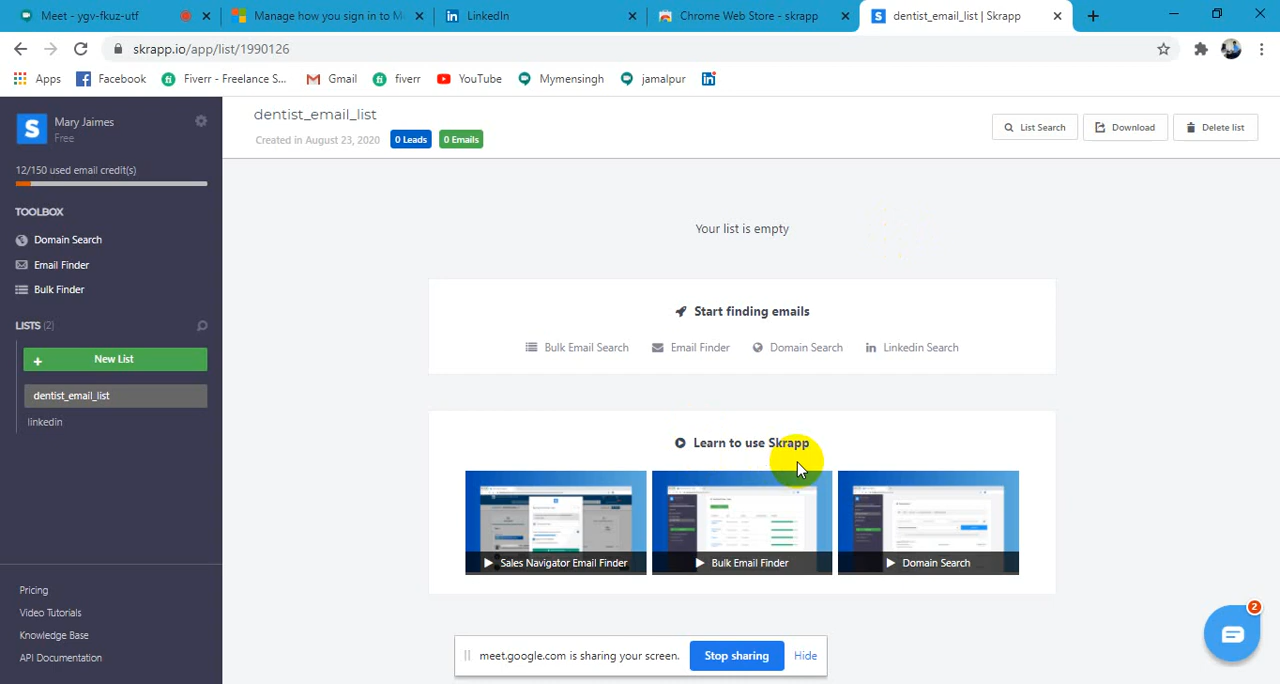 Meet - ygv-fkuz-utf
Manage how you sign in to M
LinkedIn
Chrome Web Store - skrapp
S dentist_email_list | Skrapp
skrapp.io/app/list/1990126
Apps
Facebook
fi Fiverr - Freelance S...
Gmail
fi fiverr
YouTube
Mymensingh
jamalpur
in
S
Mary Jaimes
Free
12/150 used email credit(s)
TOOLBOX
Domain Search
Email Finder
Bulk Finder
LISTS (2)
+ New List
dentist_email_list
linkedin
Pricing
Video Tutorials
Knowledge Base
API Documentation
dentist_email_list
Created in August 23, 2020 0 Leads 0 Emails
List Search
Download
Delete list
Your list is empty
Start finding emails
Bulk Email Search Email Finder Domain Search in Linkedin Search
Learn to use Skrapp
Sales Navigator Email Finder
Bulk Email Finder
Domain Search
meet.google.com is sharing your screen. Stop sharing Hide
2